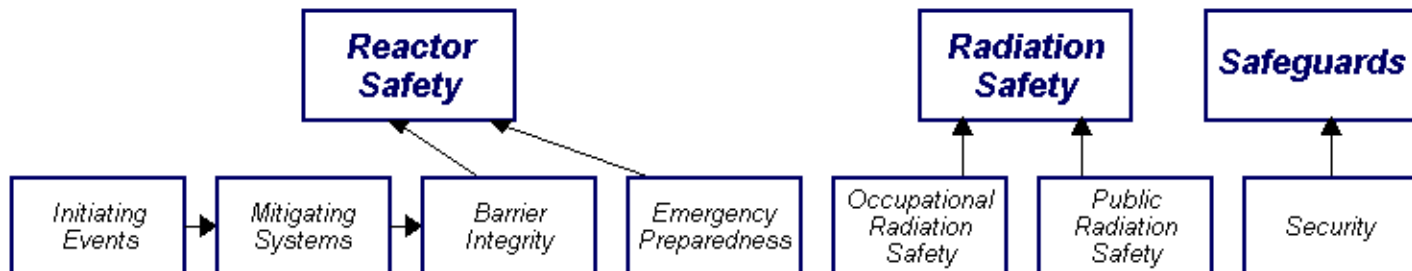 Reactor
Safety
Radiation
Safety
Safeguards
Initiating
Events
Mitigating
Systems
Barrier
Integrity
Emergency
Preparedness
Occupational
Radiation
Safety
Public
Radiation
Safety
Security